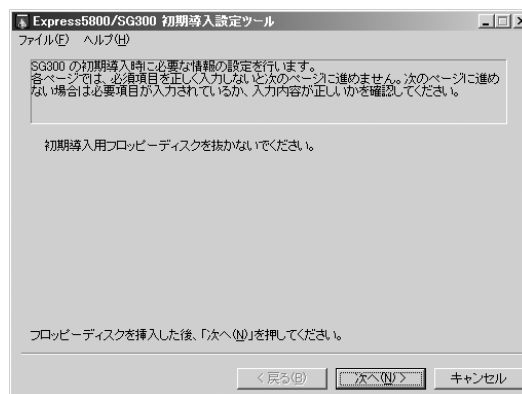 Express5800/SG300 初期導入設定ツール
ファイル(F) ヘルプ(H)
SG300 の初期導入時に必要な情報の設定を行います。
各ページでは、必須項目を正しく入力しないと次のページに進めません。次のページに進め
ない場合は必要項目が入力されているか、入力内容が正しいかを確認してください。
初期導入用フロッピーディスクを抜かないでください。
フロッピーディスクを挿入した後、「次へ(N)」を押してください。
< 戻る(B) 次へ(N) > キャンセル